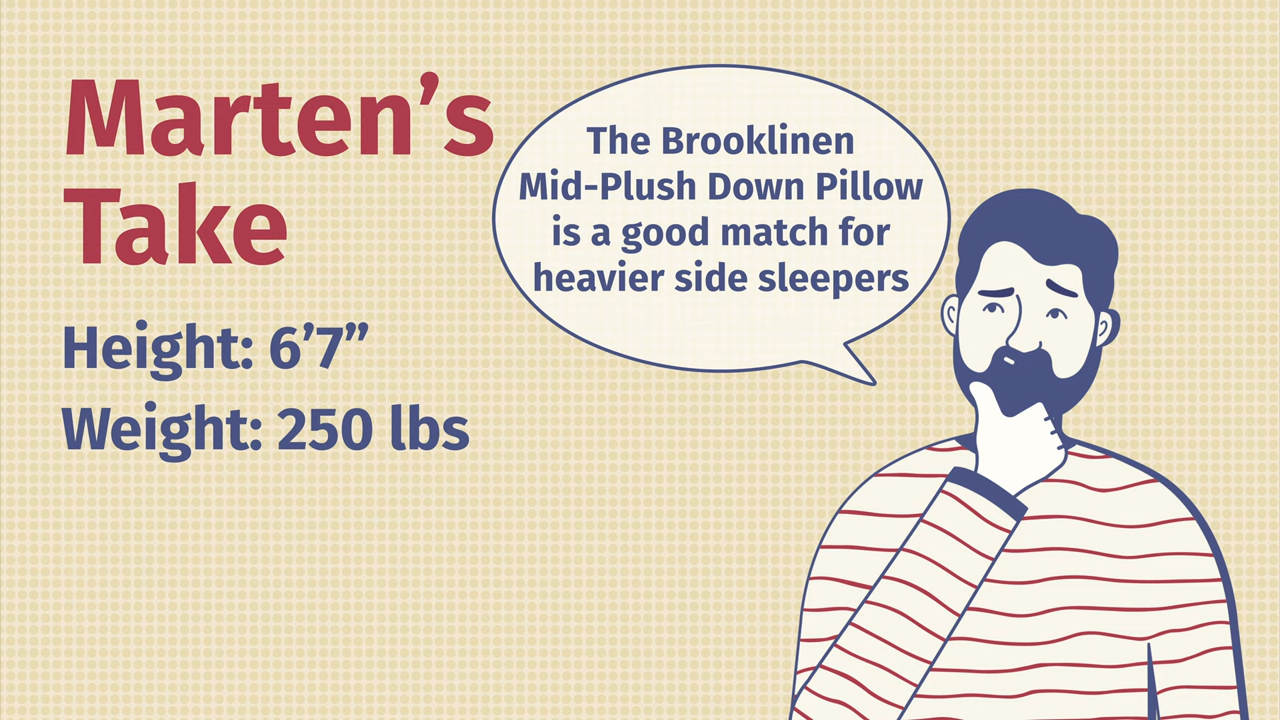 Marten’s
Take
Height: 6’7”
Weight: 250 lbs
The Brooklinen
Mid-Plush Down Pillow
is a good match for
heavier side sleepers